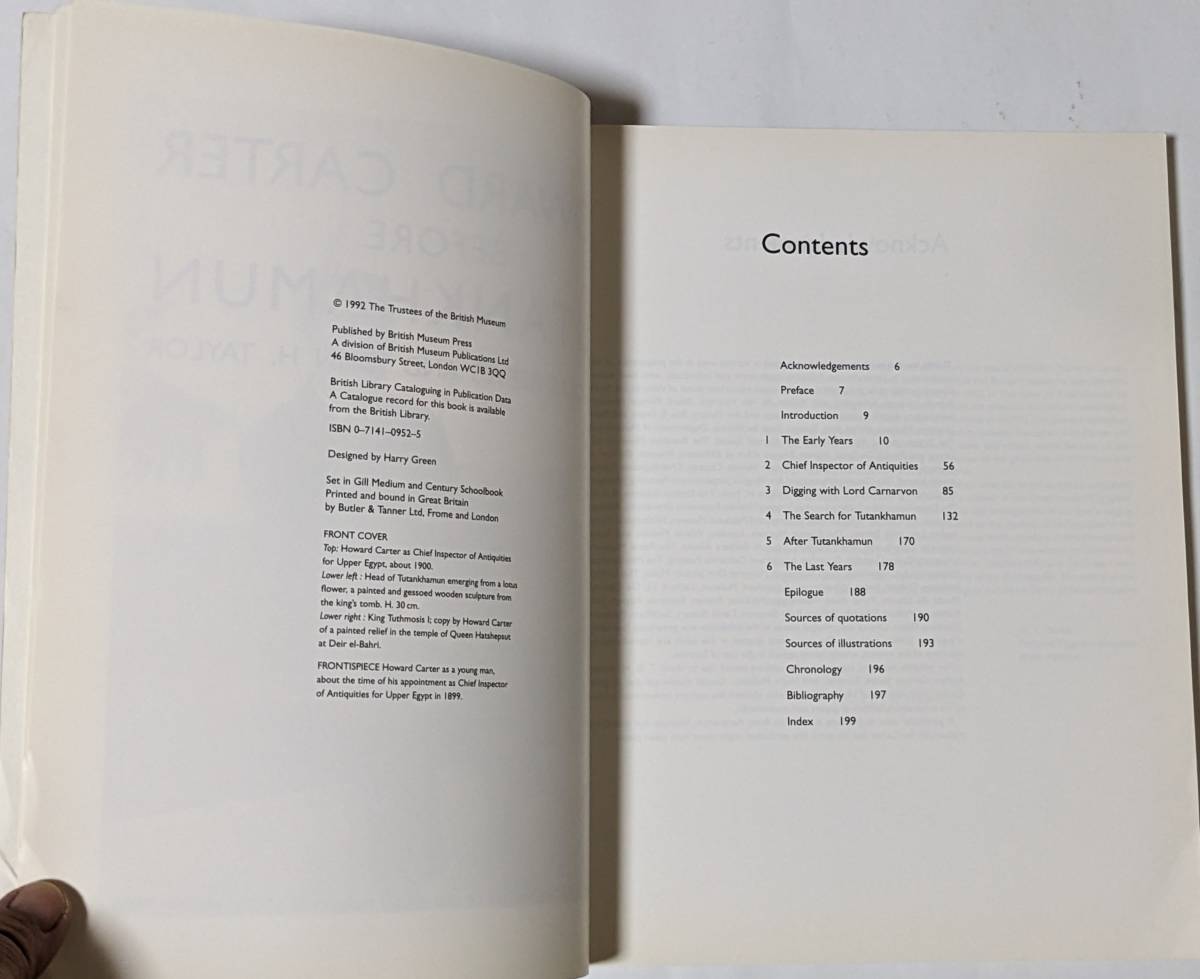 © 1992 The Trustees of the British Museum
Published by British Museum Press
A division of British Museum Publications Ltd
46 Bloomsbury Street, London WC1B 3QQ
British Library Cataloguing in Publication Data
A Catalogue record for this book is available
from the British Library.
ISBN 0–7141–0952–5
Designed by Harry Green
Set in Gill Medium and Century Schoolbook
Printed and bound in Great Britain
by Butler & Tanner Ltd, Frome and London
FRONT COVER
Top: Howard Carter as Chief Inspector of Antiquities
for Upper Egypt, about 1900.
Lower left : Head of Tutankhamun emerging from a lotus
flower, a painted and gessoed wooden sculpture from
the king's tomb. H. 30 cm.
Lower right : King Tuthmosis I; copy by Howard Carter
of a painted relief in the temple of Queen Hatshepsut
at Deir el-Bahri.
FRONTISPIECE Howard Carter as a young man,
about the time of his appointment as Chief Inspector
of Antiquities for Upper Egypt in 1899.
Contents
Acknowledgements 6
Preface 7
Introduction 9
1 The Early Years 10
2 Chief Inspector of Antiquities 56
3 Digging with Lord Carnarvon 85
4 The Search for Tutankhamun 132
5 After Tutankhamun 170
6 The Last Years 178
Epilogue 188
Sources of quotations 190
Sources of illustrations 193
Chronology 196
Bibliography 197
Index 199